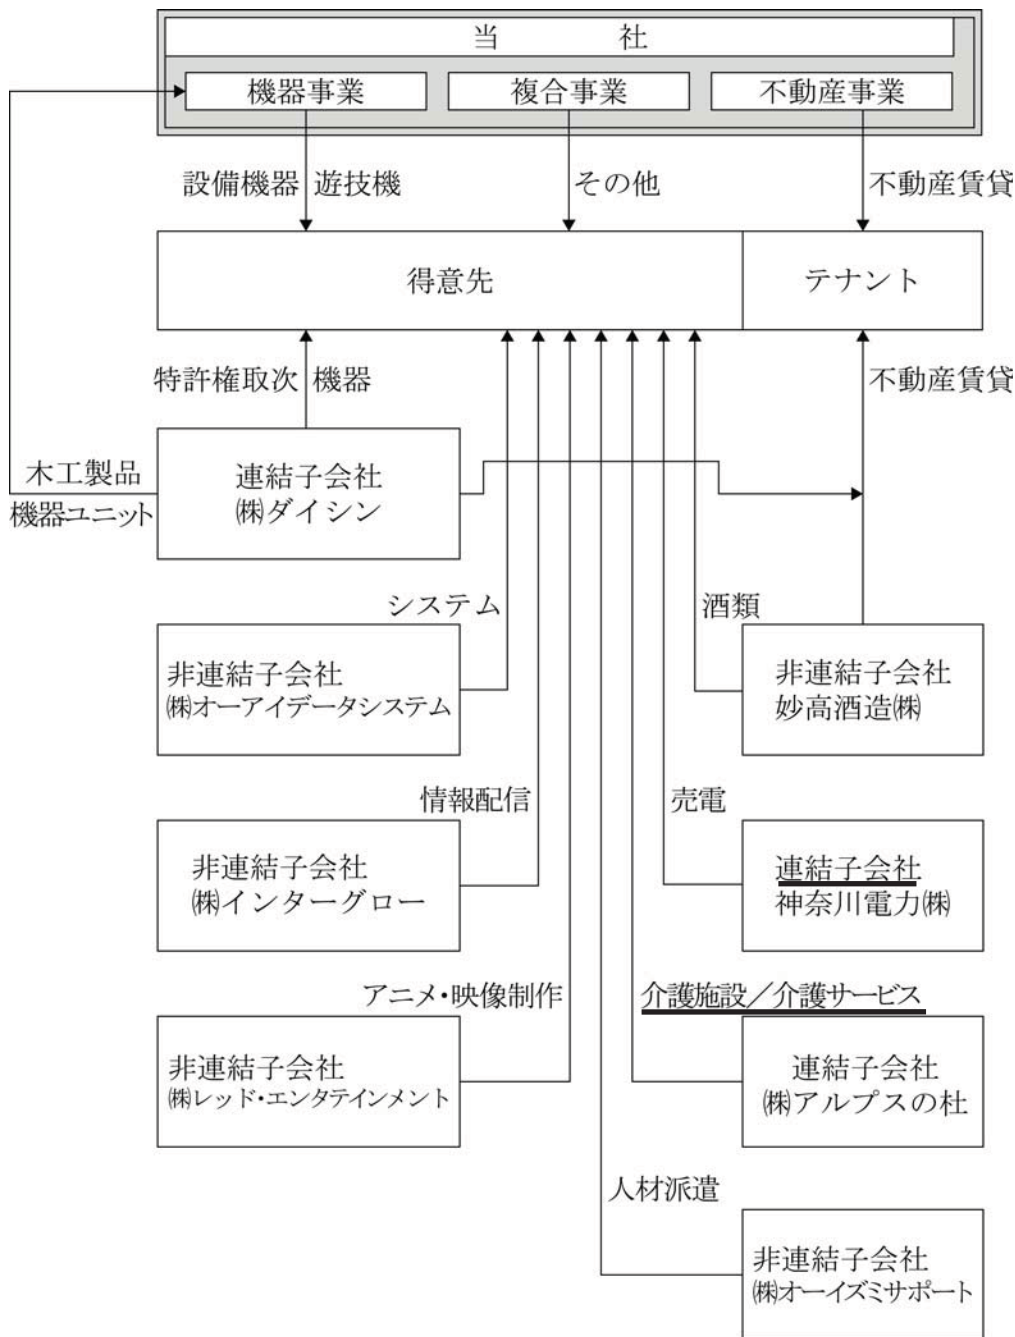 当　　　　社
機器事業
複合事業
不動産事業
設備機器 遊技機
その他
不動産賃貸
得意先
テナント
特許権取次 機器
不動産賃貸
木工製品
機器ユニット
連結子会社
㈱ダイシン
システム
酒類
非連結子会社
㈱オーアイデータシステム
非連結子会社
妙高酒造㈱
情報配信
売電
非連結子会社
㈱インターグロー
連結子会社
神奈川電力㈱
アニメ・映像制作
介護施設／介護サービス
非連結子会社
㈱レッド・エンタテインメント
連結子会社
㈱アルプスの杜
人材派遣
非連結子会社
㈱オーイズミサポート